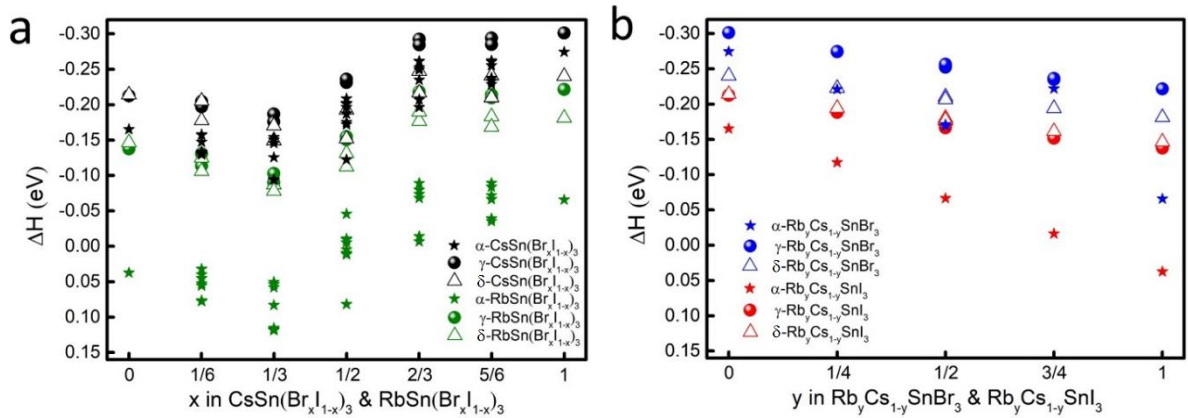 a
-0.30
-0.25
-0.20
-0.15
-0.10
-0.05
0.00
0.05
0.10
0.15
ΔH (eV)
α-CsSn(BrₓI₁₋ₓ)₃
γ-CsSn(BrₓI₁₋ₓ)₃
δ-CsSn(BrₓI₁₋ₓ)₃
α-RbSn(BrₓI₁₋ₓ)₃
γ-RbSn(BrₓI₁₋ₓ)₃
δ-RbSn(BrₓI₁₋ₓ)₃
0 1/6 1/3 1/2 2/3 5/6 1
x in CsSn(BrₓI₁₋ₓ)₃ & RbSn(BrₓI₁₋ₓ)₃
b
-0.30
-0.25
-0.20
-0.15
-0.10
-0.05
0.00
0.05
0.10
0.15
ΔH (eV)
α-RbyCs1-ySnBr₃
γ-RbyCs1-ySnBr₃
δ-RbyCs1-ySnBr₃
α-RbyCs1-ySnI₃
γ-RbyCs1-ySnI₃
δ-RbyCs1-ySnI₃
0 1/4 1/2 3/4 1
y in RbyCs1-ySnBr₃ & RbyCs1-ySnI₃